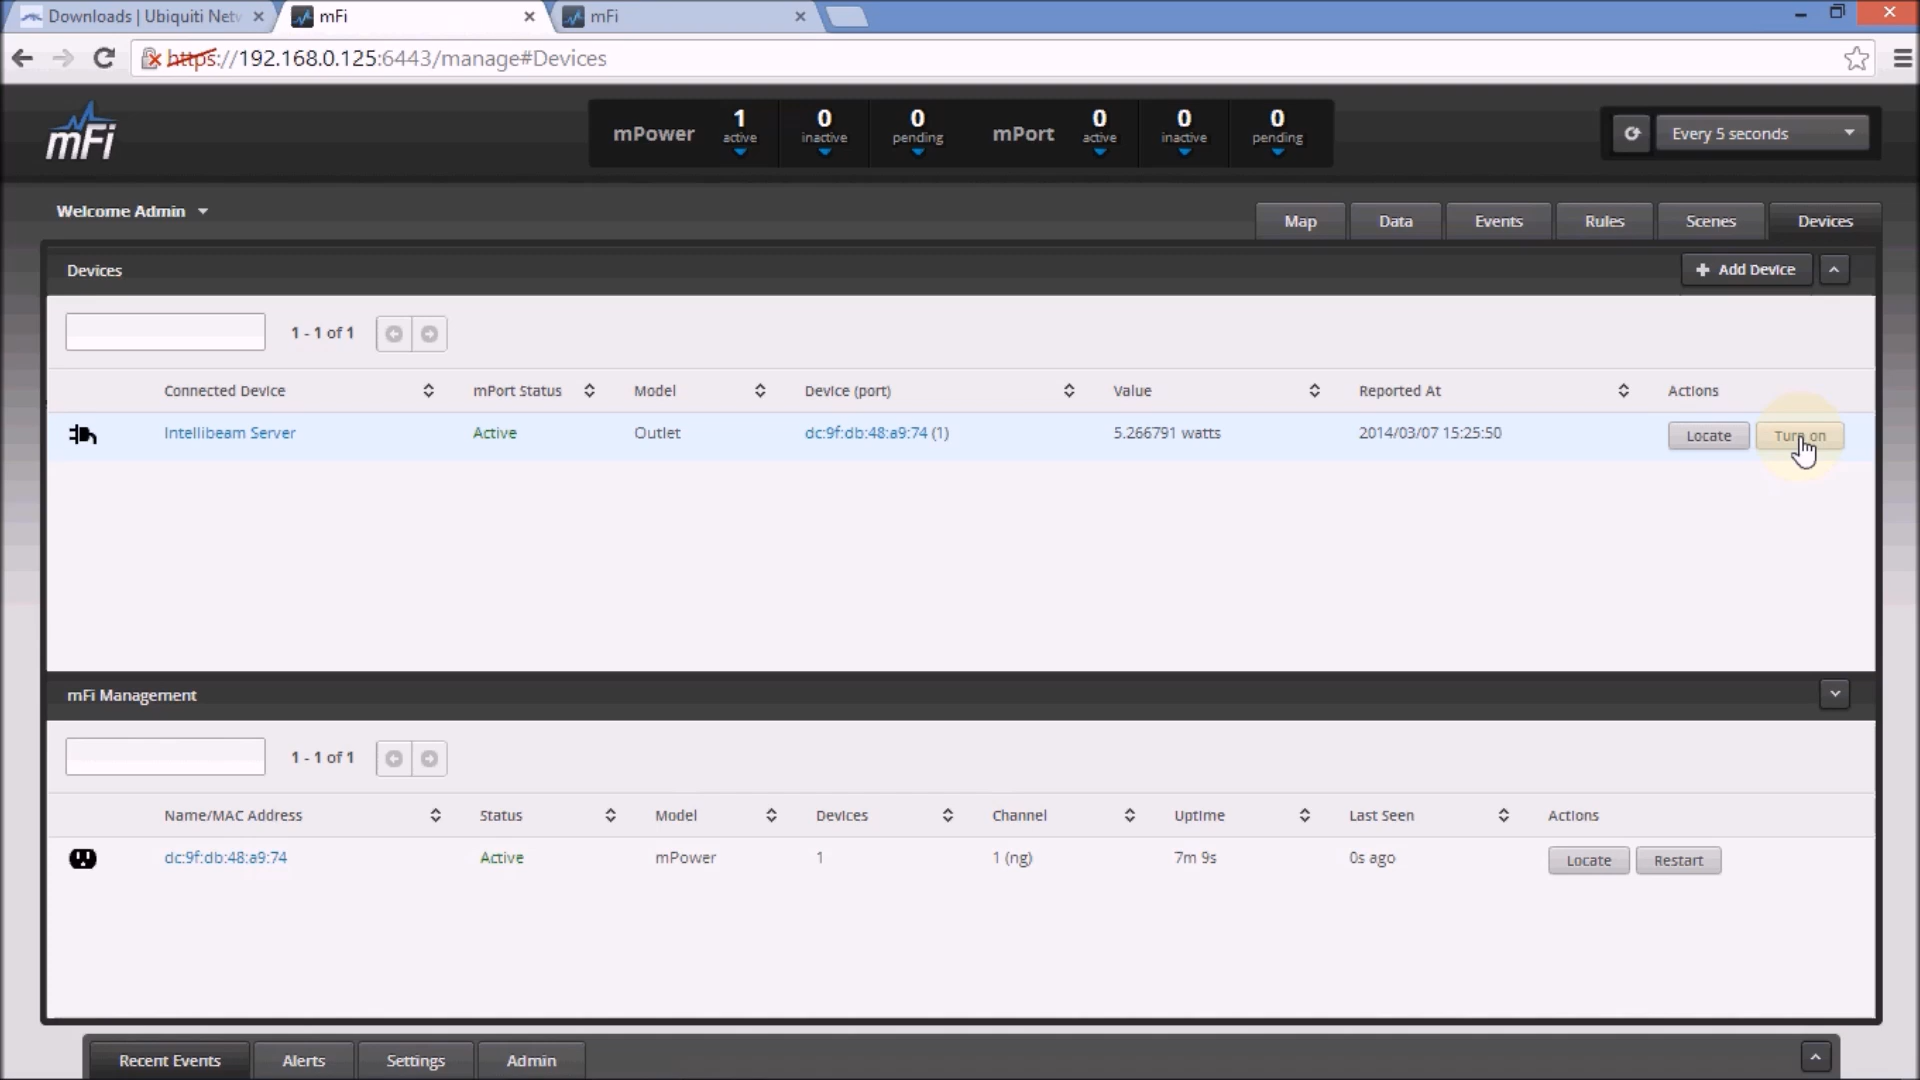 Downloads | Ubiquiti Netv
mFi
mFi
https://192.168.0.125:6443/manage#Devices
mFi
mPower
1 active
0 inactive
0 pending
mPort
0 active
0 inactive
0 pending
Every 5 seconds
Welcome Admin
Map
Data
Events
Rules
Scenes
Devices
Devices
Add Device
1 - 1 of 1
Connected Device
mPort Status
Model
Device (port)
Value
Reported At
Actions
Intellibeam Server
Active
Outlet
dc:9f:db:48:a9:74 (1)
5.266791 watts
2014/03/07 15:25:50
Locate
Turn on
mFi Management
1 - 1 of 1
Name/MAC Address
Status
Model
Devices
Channel
Uptime
Last Seen
Actions
dc:9f:db:48:a9:74
Active
mPower
1
1 (ng)
7m 9s
0s ago
Locate
Restart
Recent Events
Alerts
Settings
Admin